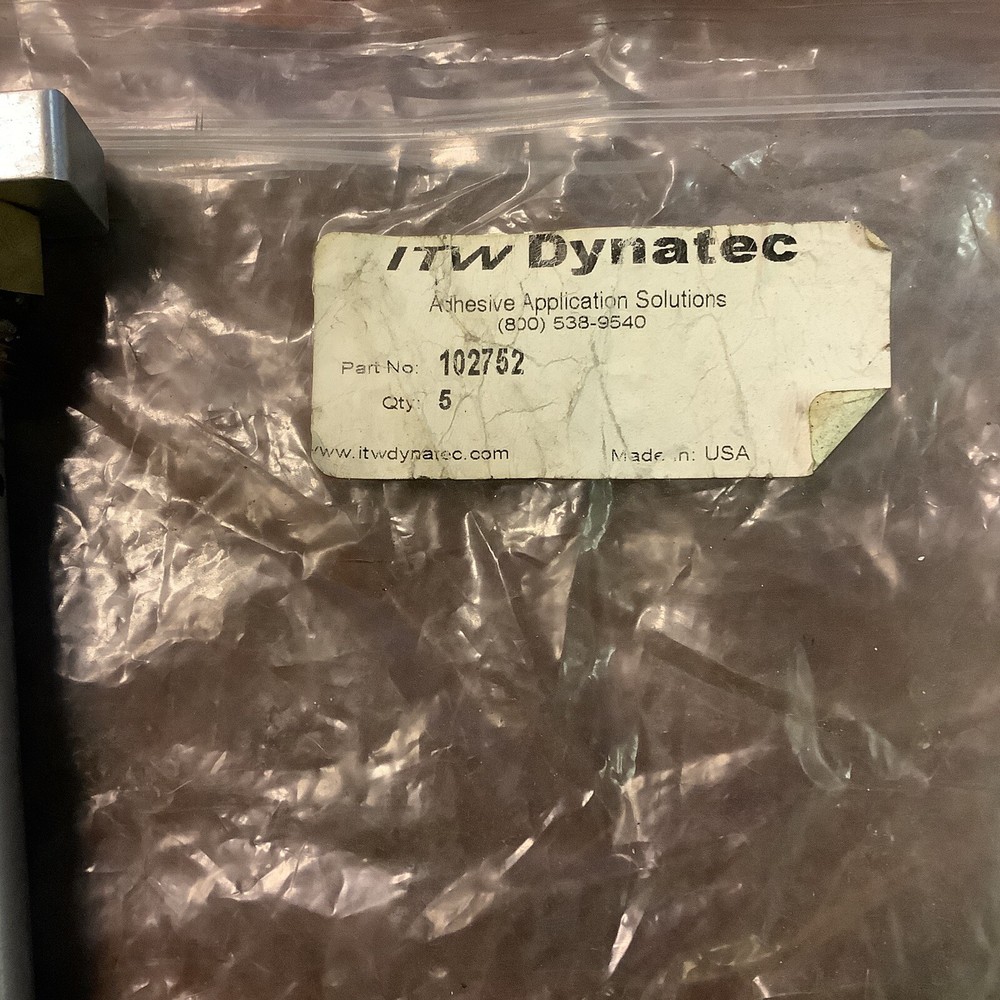 ITW Dynatec
Adhesive Application Solutions
(800) 538-9540
Part No: 102752
Qty: 5
www.itwdynatec.com
Made in: USA